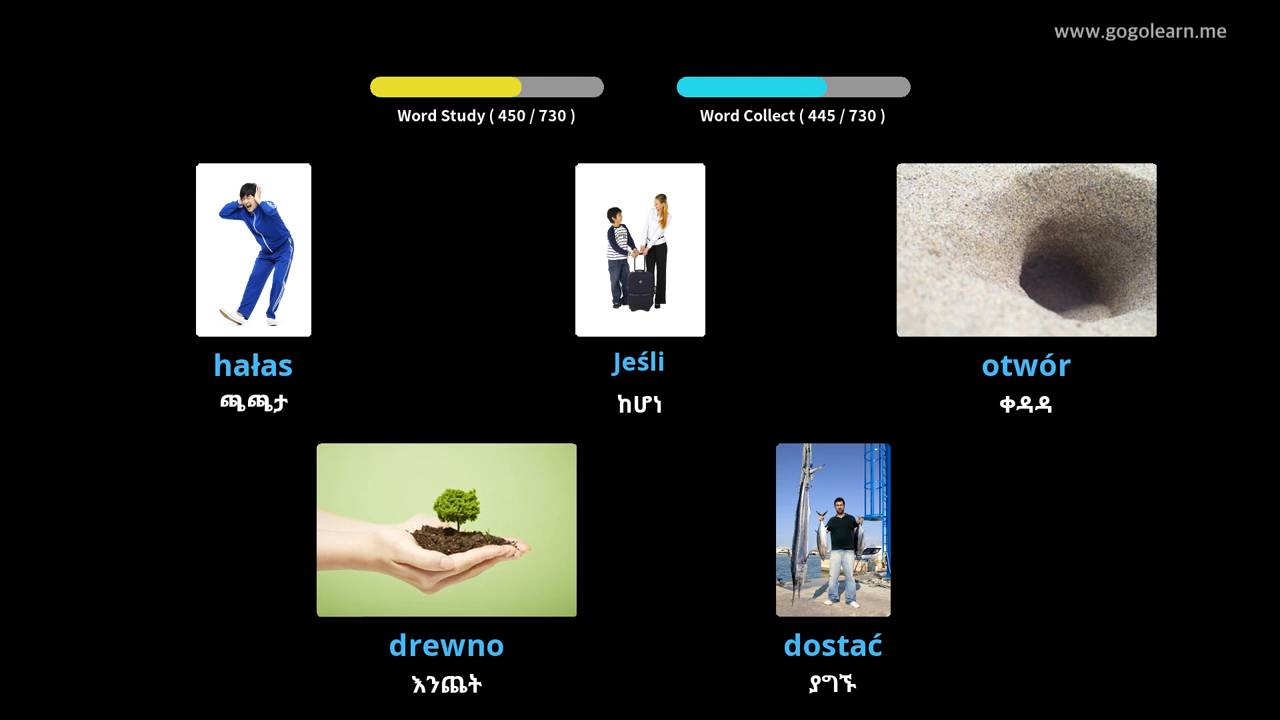 www.gogolearn.me
Word Study ( 450 / 730 )
Word Collect ( 445 / 730 )
hałas
ጫጫታ
Jeśli
ከሆነ
otwór
ቀዳዳ
drewno
እንጨት
dostać
ያግኙ